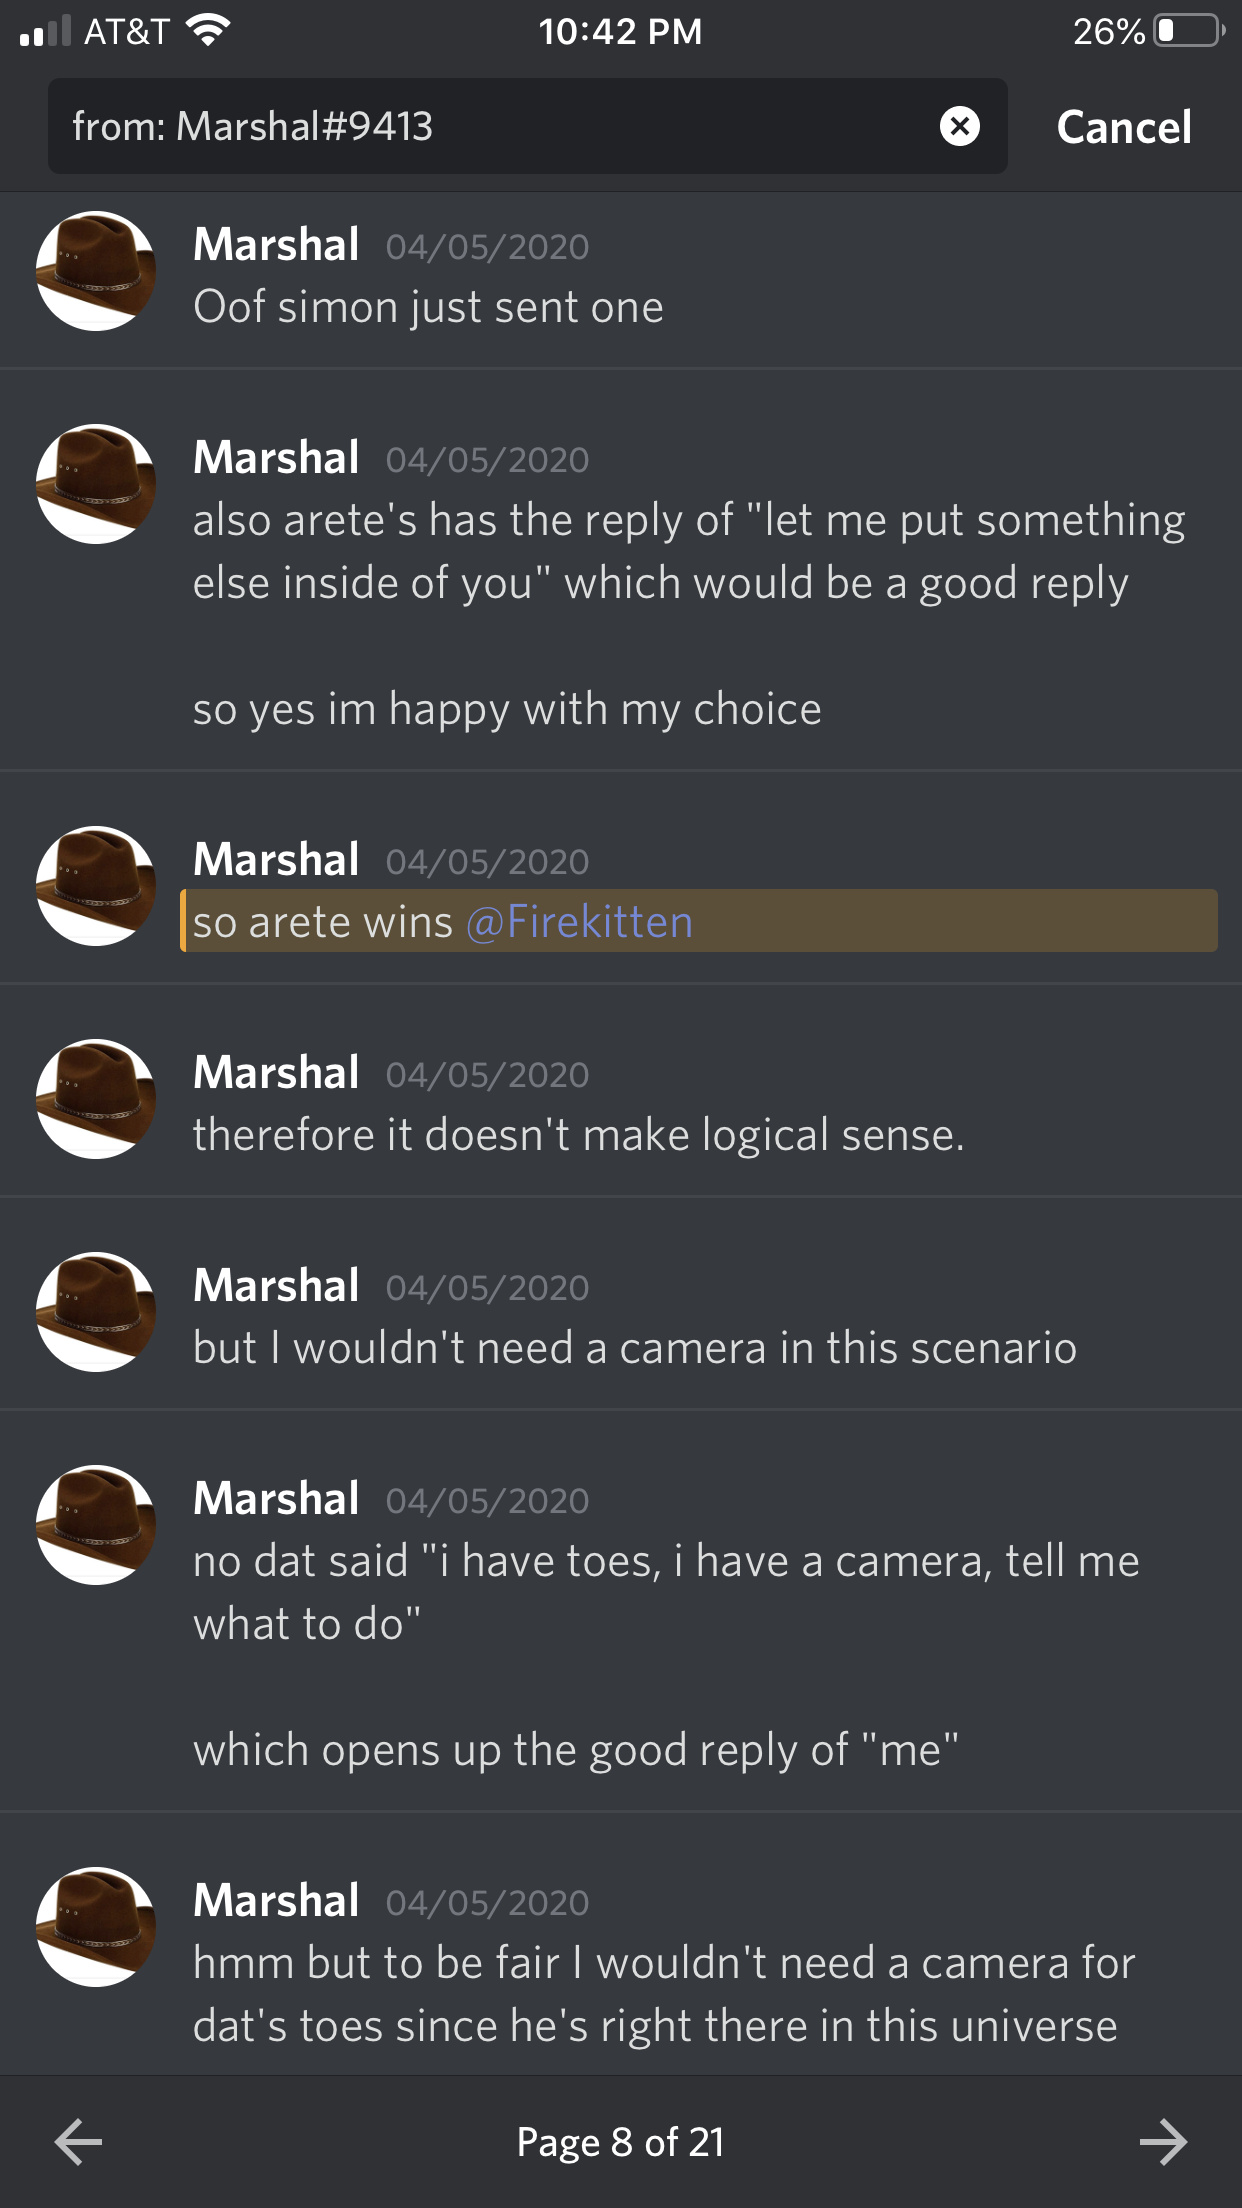 AT&T 10:42 PM 26%
from: Marshal#9413 Cancel
Marshal 04/05/2020
Oof simon just sent one
Marshal 04/05/2020
also arete's has the reply of "let me put something
else inside of you" which would be a good reply
so yes im happy with my choice
Marshal 04/05/2020
so arete wins @Firekitten
Marshal 04/05/2020
therefore it doesn't make logical sense.
Marshal 04/05/2020
but I wouldn't need a camera in this scenario
Marshal 04/05/2020
no dat said "i have toes, i have a camera, tell me
what to do"
which opens up the good reply of "me"
Marshal 04/05/2020
hmm but to be fair I wouldn't need a camera for
dat's toes since he's right there in this universe
Page 8 of 21